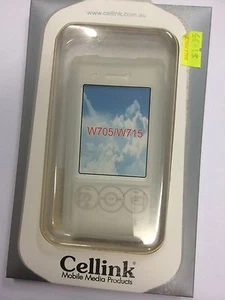 www.cellink.com.au
W705/W715
Cellink
Mobile Media Products